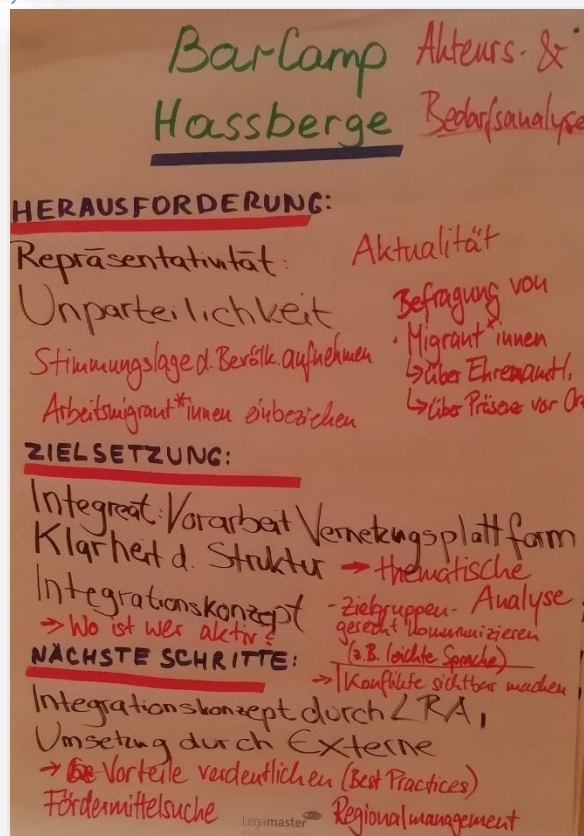 BarCamp Akteurs- &
Hassberge Bedarfsanalyse
HERAUSFORDERUNG:
Repräsentativität:
Unparteilichkeit
Stimmungslage d. Bevölk. aufnehmen
Arbeitsmigrant*innen einbeziehen
Aktualität
Befragung von
Migrant*innen
↳ über Ehrenamtl.
↳ über Präsenz vor Or
ZIELSETZUNG:
Integreat: Vorarbeit Vernetzungsplattform
Klarheit d. Struktur → thematische
Analyse
Integrationskonzept
→ Wo ist wer aktiv?
- Zielgruppen-
gerecht kommunizieren
(z.B. leichte Sprache)
→ Konflikte sichtbar machen
NÄCHSTE SCHRITTE:
Integrationskonzept durch LRA,
Umsetzung durch Externe
→ Vorteile verdeutlichen (Best Practices)
Fördermittelsuche Regionalmanagement
Legamaster